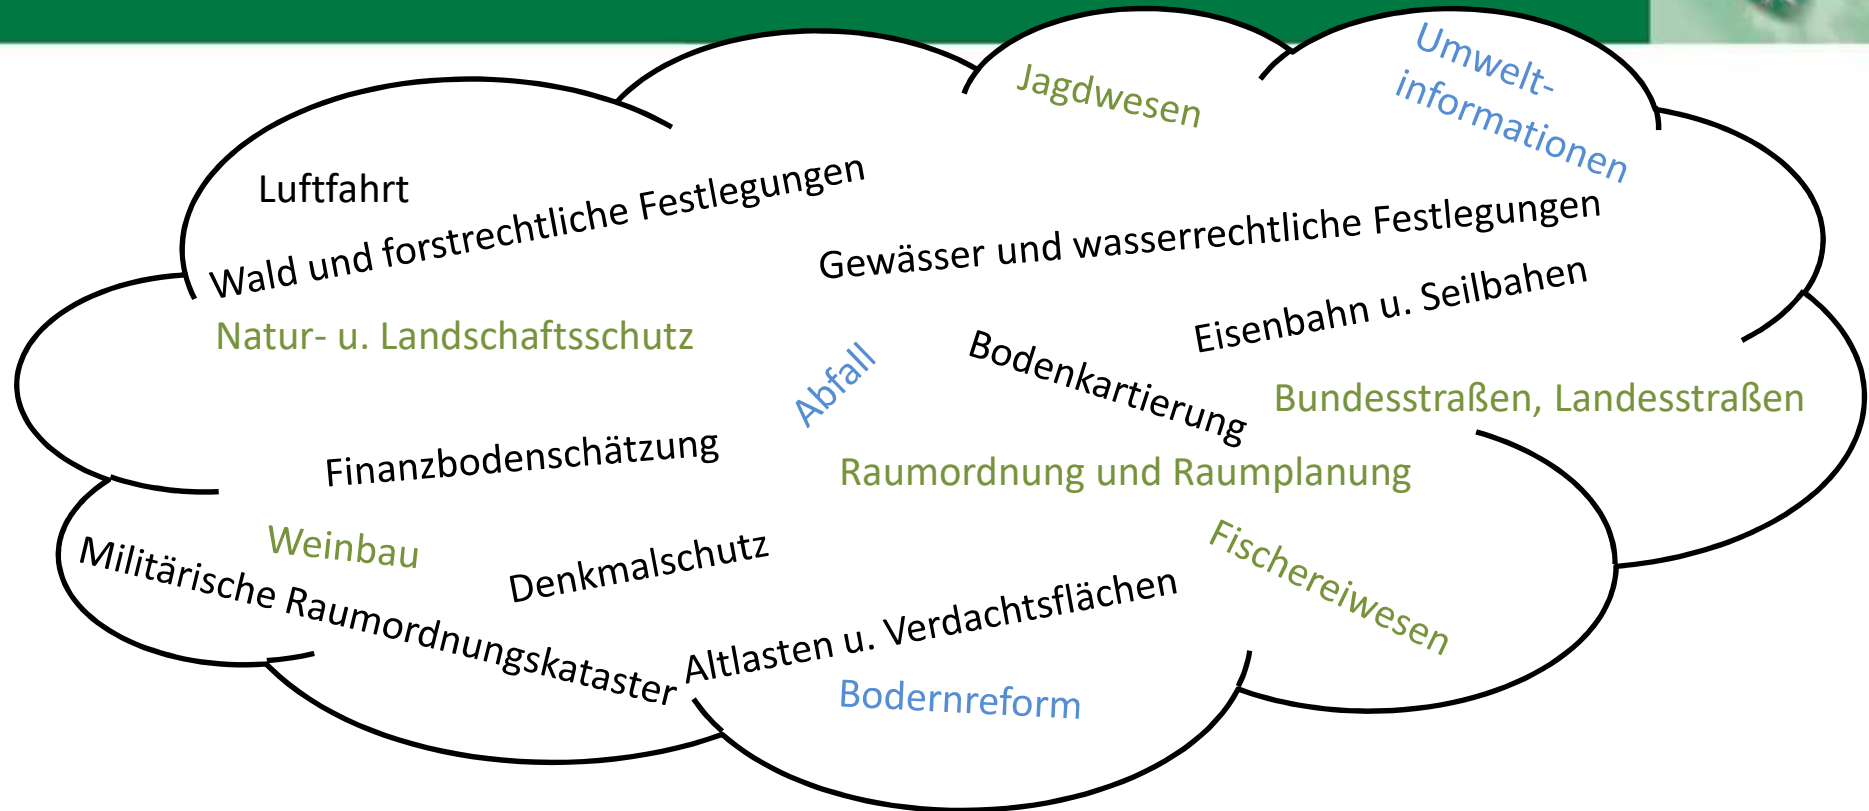 Umwelt-
informationen
Jagdwesen
Luftfahrt
Wald und forstrechtliche Festlegungen
Gewässer und wasserrechtliche Festlegungen
Eisenbahn u. Seilbahen
Natur- u. Landschaftsschutz
Abfall
Bodenkartierung
Bundesstraßen, Landesstraßen
Finanzbodenschätzung
Raumordnung und Raumplanung
Weinbau
Denkmalschutz
Fischereiwesen
Militärische Raumordnungskataster
Altlasten u. Verdachtsflächen
Bodernreform